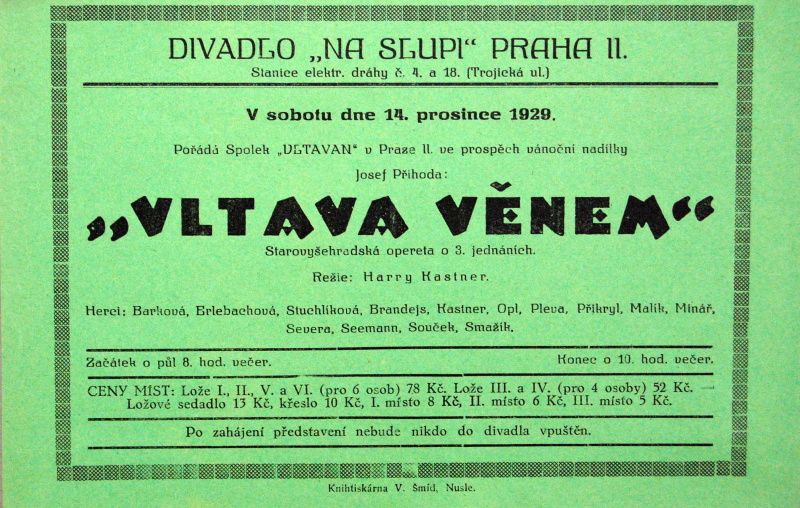 DIVADLO „NA SLUPI“ PRAHA II.
Stanice elektr. dráhy č. 4. a 18. (Trojická ul.)
V sobotu dne 14. prosince 1929.
Pořádá Spolek „VLTAVAN“ v Praze II. ve prospěch vánoční nadílky
Josef Příhoda:
„VLTAVA VĚNEM“
Starovyšehradská opereta o 3. jednáních.
Režie: Harry Kastner.
Herci: Barková, Erlebachová, Stuchlíková, Brandejs, Kastner, Opl, Pleva, Přikryl, Malík, Minář,
Severa, Seemann, Souček, Smažík.
Začátek o půl 8. hod. večer. Konec o 10. hod. večer.
CENY MÍST: Lože I., II., V. a VI. (pro 6 osob) 78 Kč. Lože III. a IV. (pro 4 osoby) 52 Kč. —
Ložové sedadlo 13 Kč, křeslo 10 Kč, I. místo 8 Kč, II. místo 6 Kč, III. místo 5 Kč.
Po zahájení představení nebude nikdo do divadla vpuštěn.
Knihtiskárna V. Šmíd, Nusle.